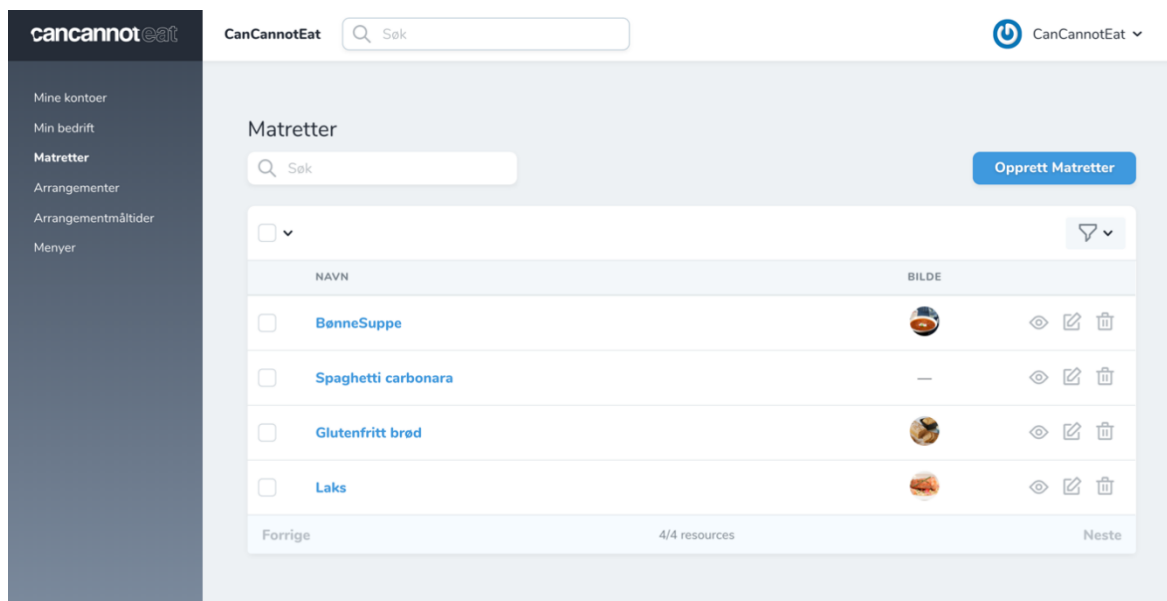 cancannoteat
CanCannotEat
Søk
CanCannotEat
Mine kontoer
Min bedrift
Matretter
Arrangementer
Arrangementmåltider
Menyer
Matretter
Søk
Opprett Matretter
NAVN BILDE
BønneSuppe
Spaghetti carbonara —
Glutenfritt brød
Laks
Forrige 4/4 resources Neste